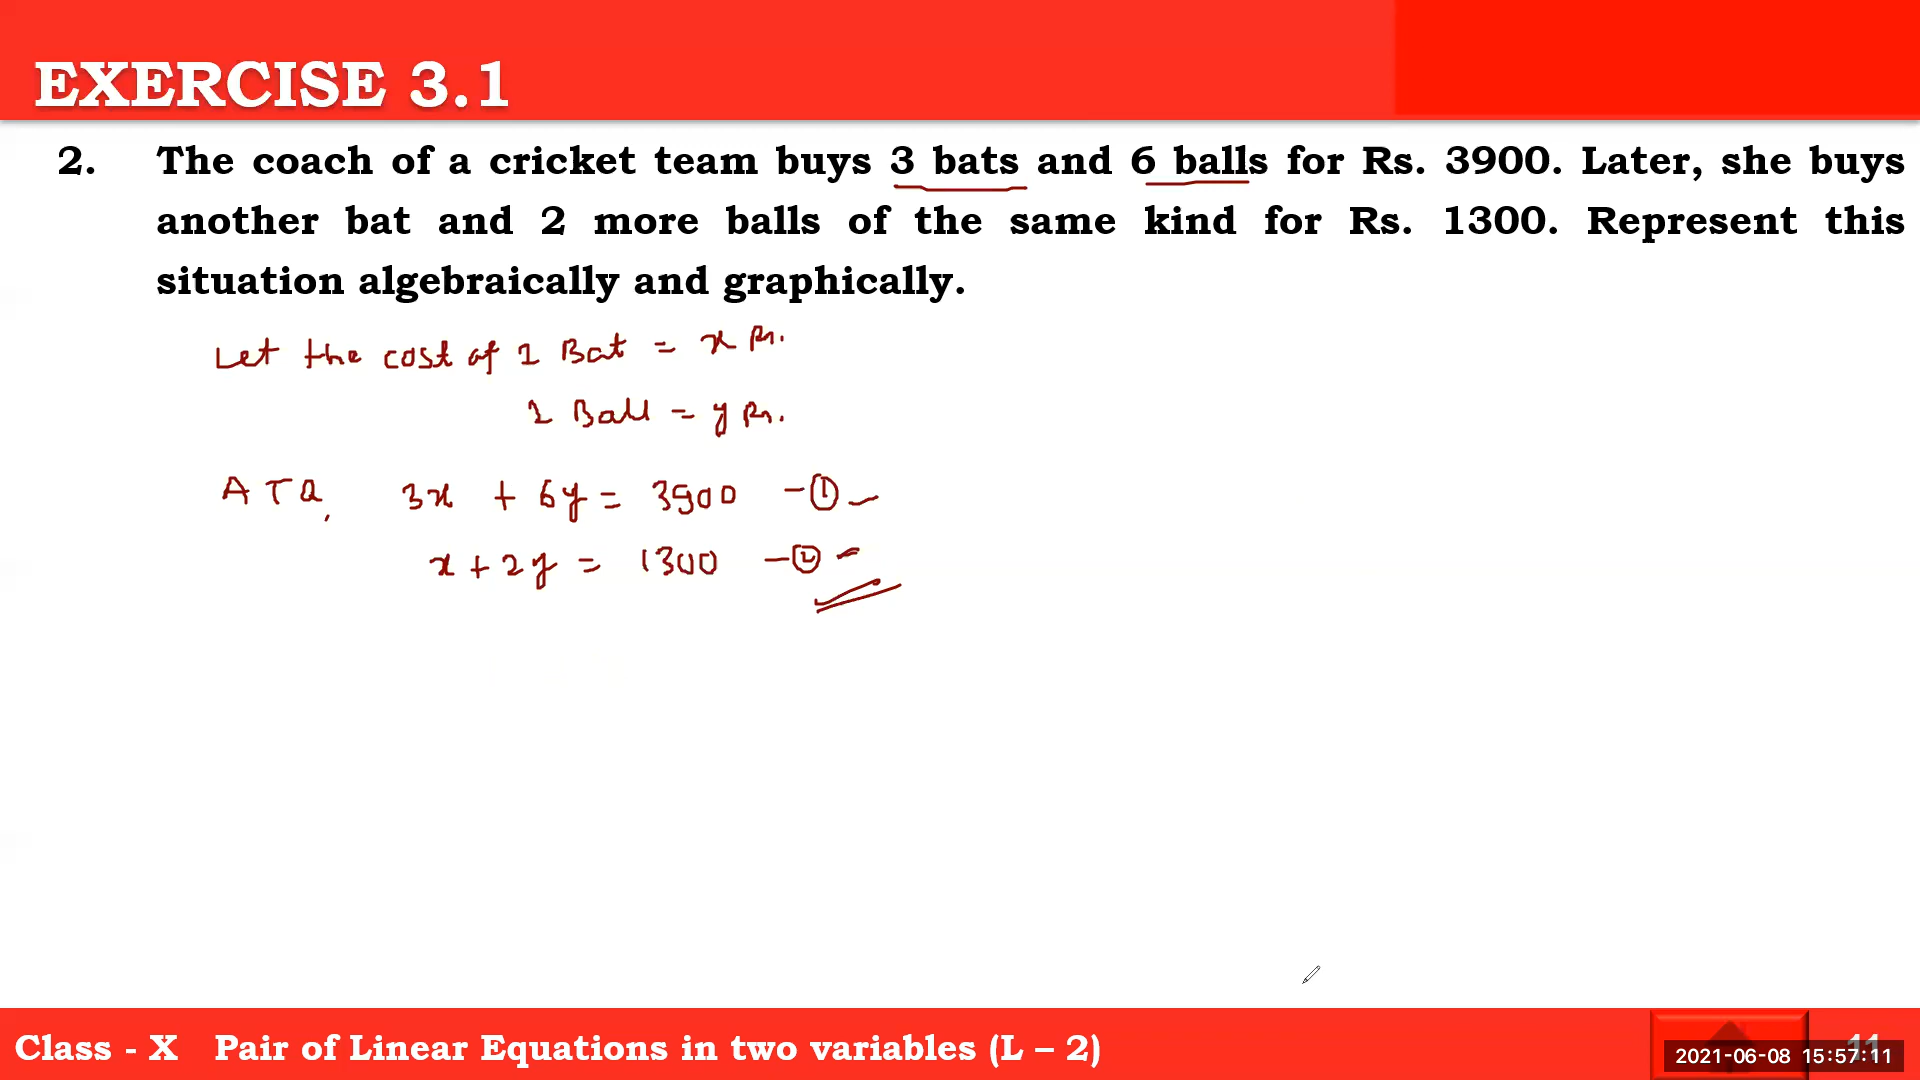 EXERCISE 3.1
2. The coach of a cricket team buys 3 bats and 6 balls for Rs. 3900. Later, she buys
another bat and 2 more balls of the same kind for Rs. 1300. Represent this
situation algebraically and graphically.
Let the cost of 1 Bat = x Rs.
1 Ball = y Rs.
ATQ, 3x + 6y = 3900 - ①
x + 2y = 1300 - ②
Class - X Pair of Linear Equations in two variables (L – 2)
11
2021-06-08 15:57:11